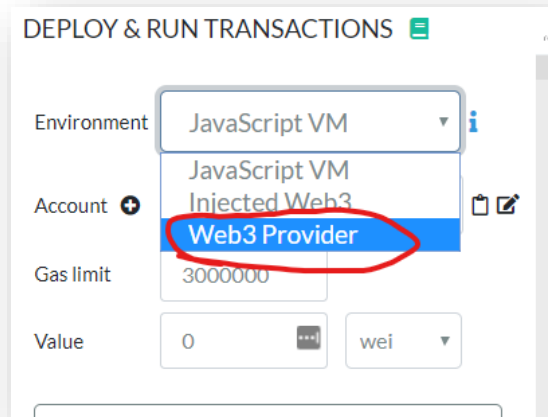 DEPLOY & RUN TRANSACTIONS
Environment
JavaScript VM
JavaScript VM
Injected Web3
Web3 Provider
Account
Gas limit
3000000
Value
0
wei